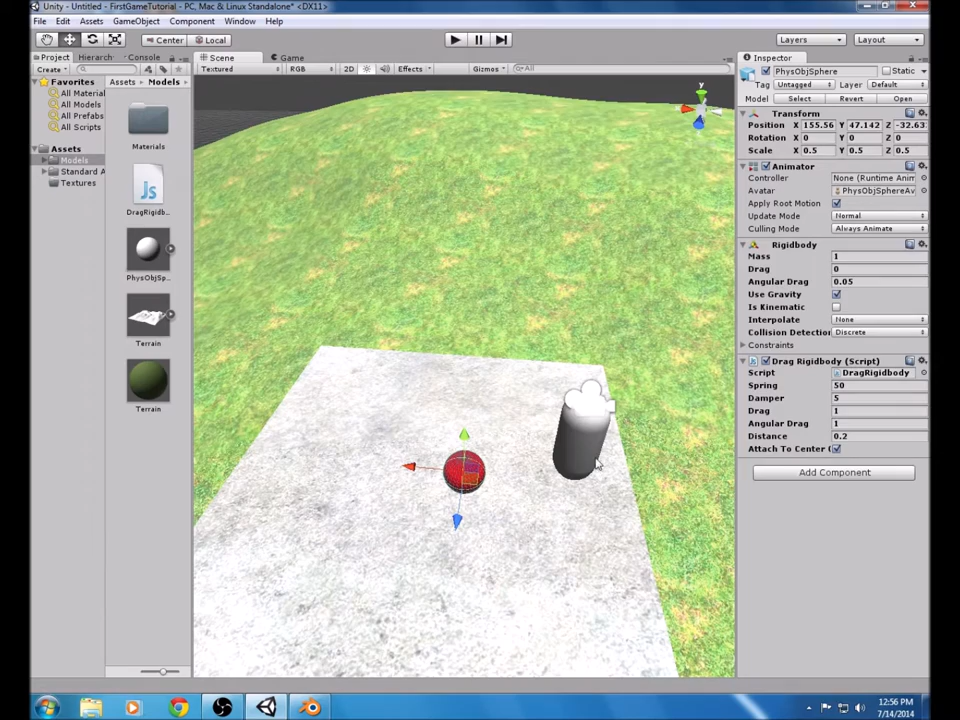 Unity - Untitled - FirstGameTutorial - PC, Mac & Linux Standalone* <DX11>
File Edit Assets GameObject Component Window Help
Center Local Layers Layout
Project Hierarch Console Scene Game Inspector
Create Textured RGB 2D Effects Gizmos All
Favorites
All Material
All Models
All Prefabs
All Scripts
Assets
Models
Standard A
Textures
Assets Models
Materials
Js
DragRigidb...
PhysObjSp...
Terrain
Terrain
y
PhysObjSphere Static
Tag Untagged Layer Default
Model Select Revert Open
Transform
Position X 155.56 Y 47.142 Z -32.63
Rotation X 0 Y 0 Z 0
Scale X 0.5 Y 0.5 Z 0.5
Animator
Controller None (Runtime Anim
Avatar PhysObjSphereAv
Apply Root Motion
Update Mode Normal
Culling Mode Always Animate
Rigidbody
Mass 1
Drag 0
Angular Drag 0.05
Use Gravity
Is Kinematic
Interpolate None
Collision Detection Discrete
Constraints
Drag Rigidbody (Script)
Script DragRigidbody
Spring 50
Damper 5
Drag 1
Angular Drag 1
Distance 0.2
Attach To Center
Add Component
12:56 PM
7/14/2014